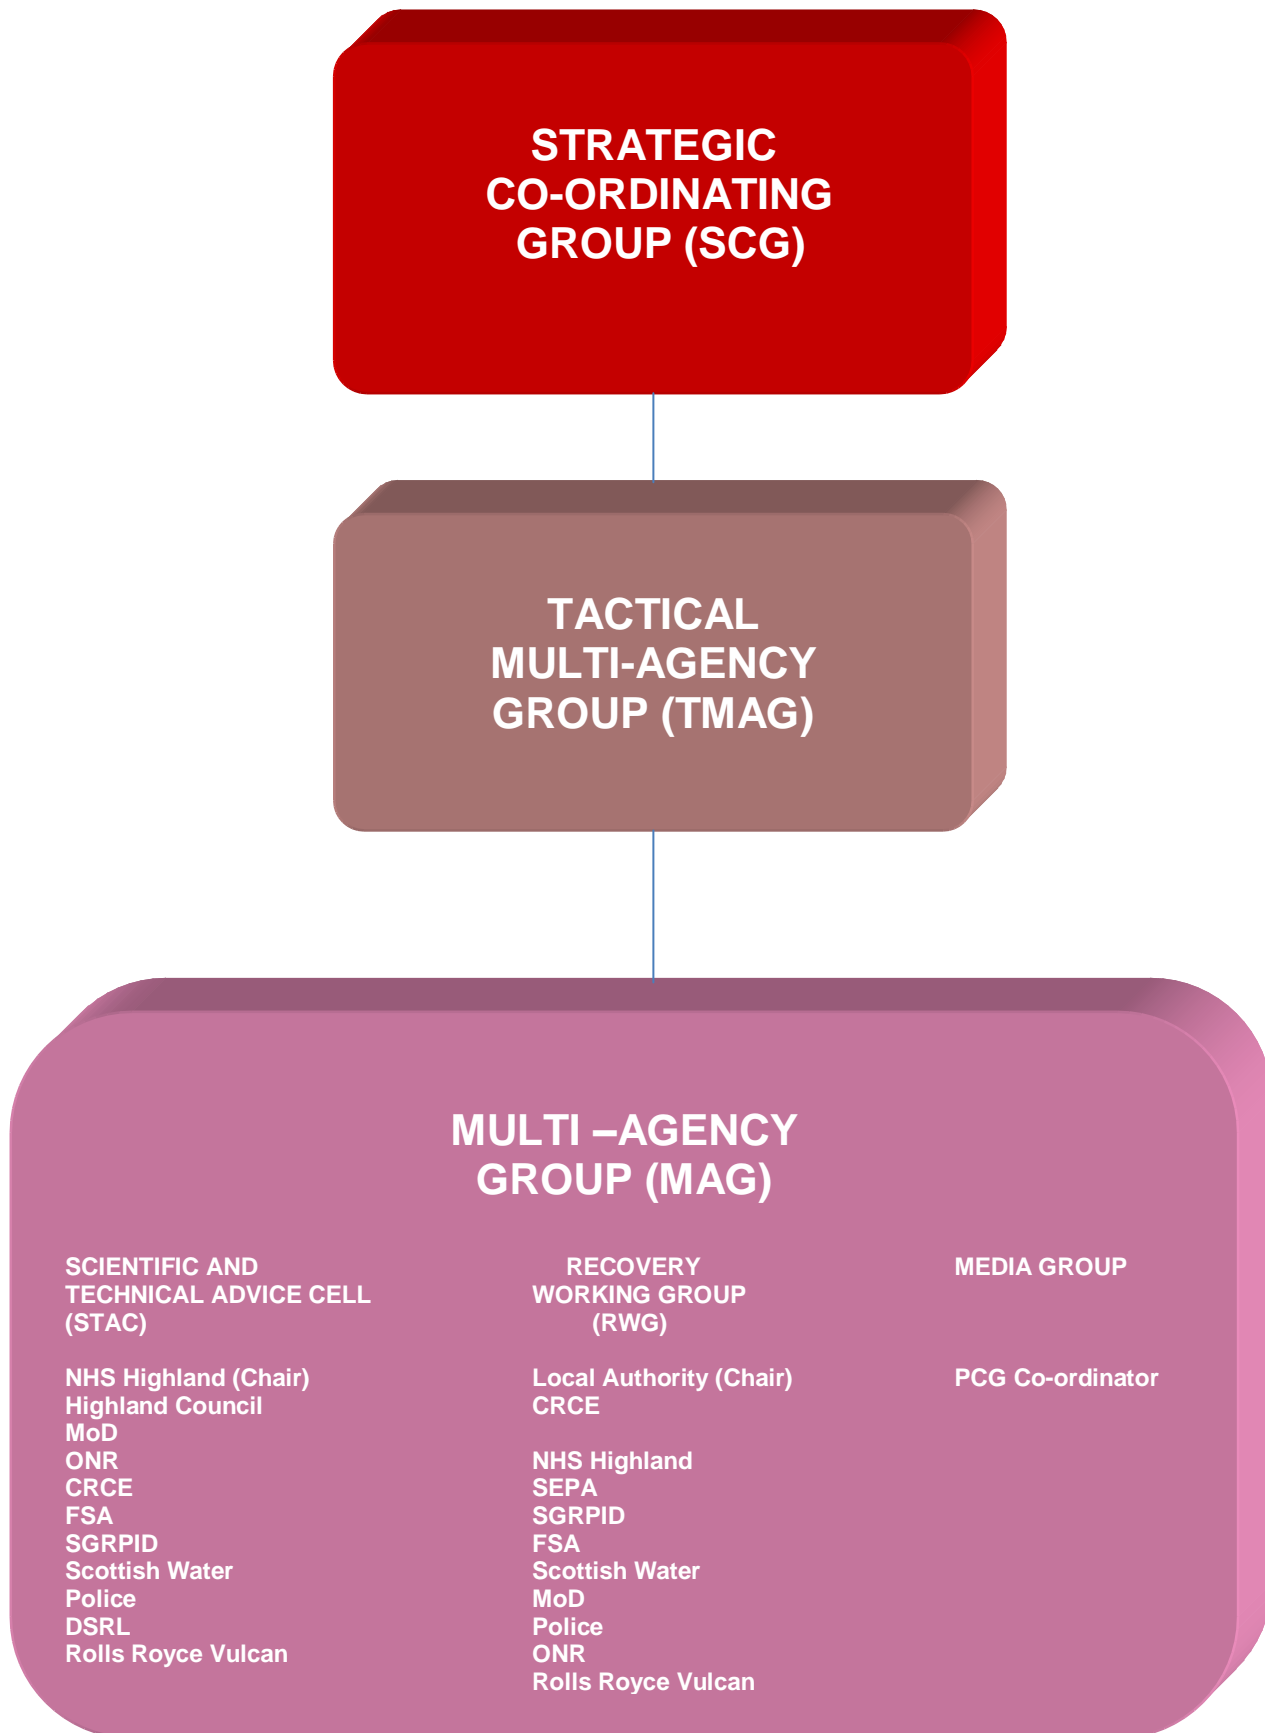 STRATEGIC
CO-ORDINATING
GROUP (SCG)
TACTICAL
MULTI-AGENCY
GROUP (TMAG)
MULTI –AGENCY
GROUP (MAG)
SCIENTIFIC AND
TECHNICAL ADVICE CELL
(STAC)
NHS Highland (Chair)
Highland Council
MoD
ONR
CRCE
FSA
SGRPID
Scottish Water
Police
DSRL
Rolls Royce Vulcan
RECOVERY
WORKING GROUP
(RWG)
Local Authority (Chair)
CRCE
NHS Highland
SEPA
SGRPID
FSA
Scottish Water
MoD
Police
ONR
Rolls Royce Vulcan
MEDIA GROUP
PCG Co-ordinator